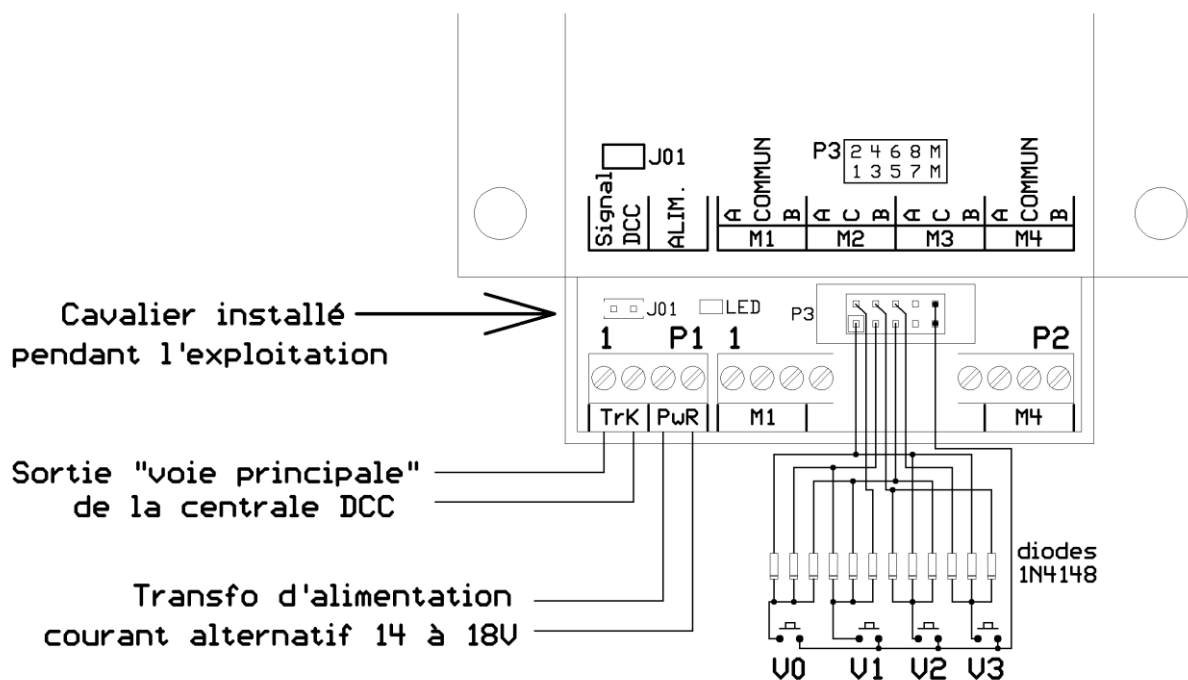 J01
Signal
DCC
ALIM.
A COMMUN B A C B A C B A COMMUN B
M1 M2 M3 M4
P3
2 4 6 8 M
1 3 5 7 M
Cavalier installé
pendant l'exploitation
J01 LED P3
1 P1 1 P2
TrK PwR M1 M4
Sortie "voie principale"
de la centrale DCC
Transfo d'alimentation
courant alternatif 14 à 18V
diodes
1N4148
V0 V1 V2 V3